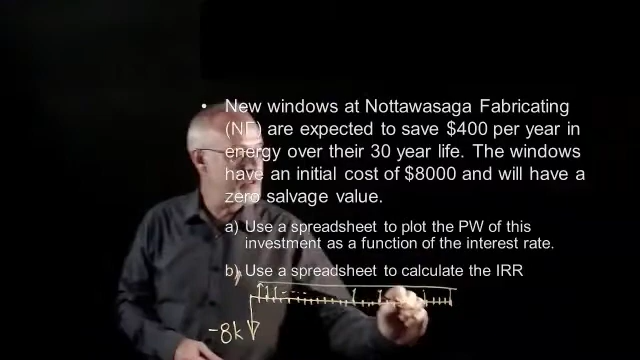 • New windows at Nottawasaga Fabricating
(NF) are expected to save $400 per year in
energy over their 30 year life. The windows
have an initial cost of $8000 and will have a
zero salvage value.
a) Use a spreadsheet to plot the PW of this
investment as a function of the interest rate.
b) Use a spreadsheet to calculate the IRR
-8k